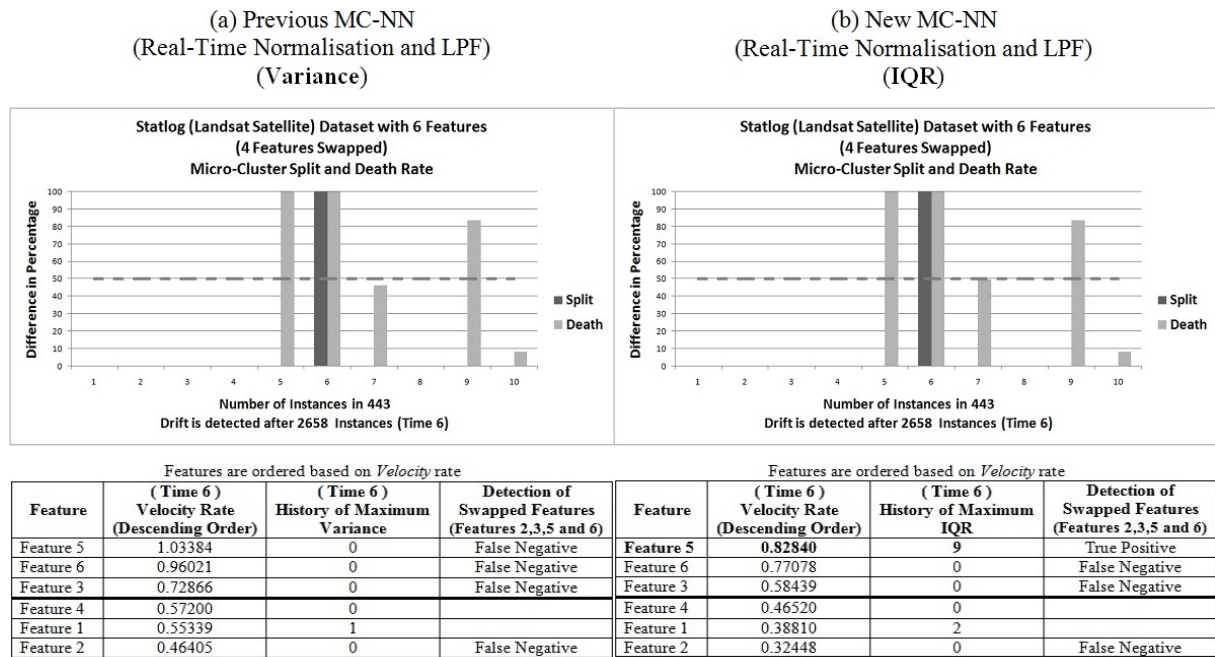 (a) Previous MC-NN
(Real-Time Normalisation and LPF)
(Variance)
Statlog (Landsat Satellite) Dataset with 6 Features
(4 Features Swapped)
Micro-Cluster Split and Death Rate
Difference in Percentage
100
90
80
70
60
50
40
30
20
10
0
1 2 3 4 5 6 7 8 9 10
Split
Death
Number of Instances in 443
Drift is detected after 2658 Instances (Time 6)
Features are ordered based on Velocity rate
Feature | ( Time 6 ) Velocity Rate (Descending Order) | ( Time 6 ) History of Maximum Variance | Detection of Swapped Features (Features 2,3,5 and 6)
Feature 5 1.03384 0 False Negative
Feature 6 0.96021 0 False Negative
Feature 3 0.72866 0 False Negative
Feature 4 0.57200 0
Feature 1 0.55339 1
Feature 2 0.46405 0 False Negative
(b) New MC-NN
(Real-Time Normalisation and LPF)
(IQR)
Statlog (Landsat Satellite) Dataset with 6 Features
(4 Features Swapped)
Micro-Cluster Split and Death Rate
Difference in Percentage
100
90
80
70
60
50
40
30
20
10
0
1 2 3 4 5 6 7 8 9 10
Split
Death
Number of Instances in 443
Drift is detected after 2658 Instances (Time 6)
Features are ordered based on Velocity rate
Feature | ( Time 6 ) Velocity Rate (Descending Order) | ( Time 6 ) History of Maximum IQR | Detection of Swapped Features (Features 2,3,5 and 6)
Feature 5 0.82840 9 True Positive
Feature 6 0.77078 0 False Negative
Feature 3 0.58439 0 False Negative
Feature 4 0.46520 0
Feature 1 0.38810 2
Feature 2 0.32448 0 False Negative